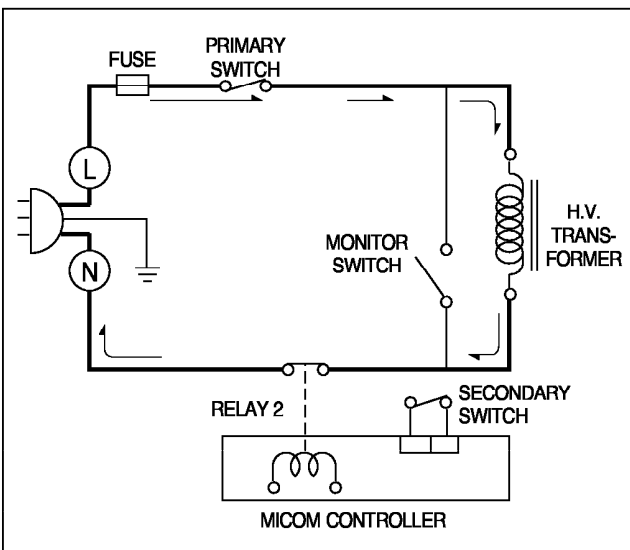 FUSE
PRIMARY
SWITCH
L
H.V.
TRANS-
FORMER
MONITOR
SWITCH
N
RELAY 2
SECONDARY
SWITCH
MICOM CONTROLLER